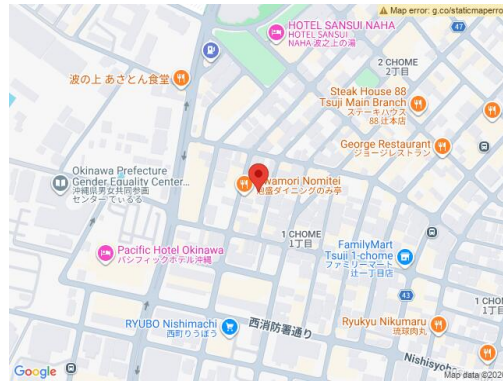 Map error: g.co/staticmaperro
HOTEL SANSUI NAHA
HOTEL SANSUI
NAHA 波之上の湯
47
2 CHOME
2丁目
波の上 あさとん食堂
Steak House 88
Tsuji Main Branch
ステーキハウス
88 辻本店
George Restaurant
ジョージレストラン
Okinawa Prefecture
Gender Equality Center...
沖縄県男女共同参画
センター てぃるる
wamori Nomitei
盛ダイニングのみ亭
1 CHOME
1丁目
Pacific Hotel Okinawa
パシフィックホテル沖縄
FamilyMart
Tsuji 1-chome
ファミリーマート
辻一丁目店
43
1 CHOM
1丁目
RYUBO Nishimachi
西町りうぼう
西消防署通り
Ryukyu Nikumaru
琉球肉丸
Nishisyob
Google
Map data ©202